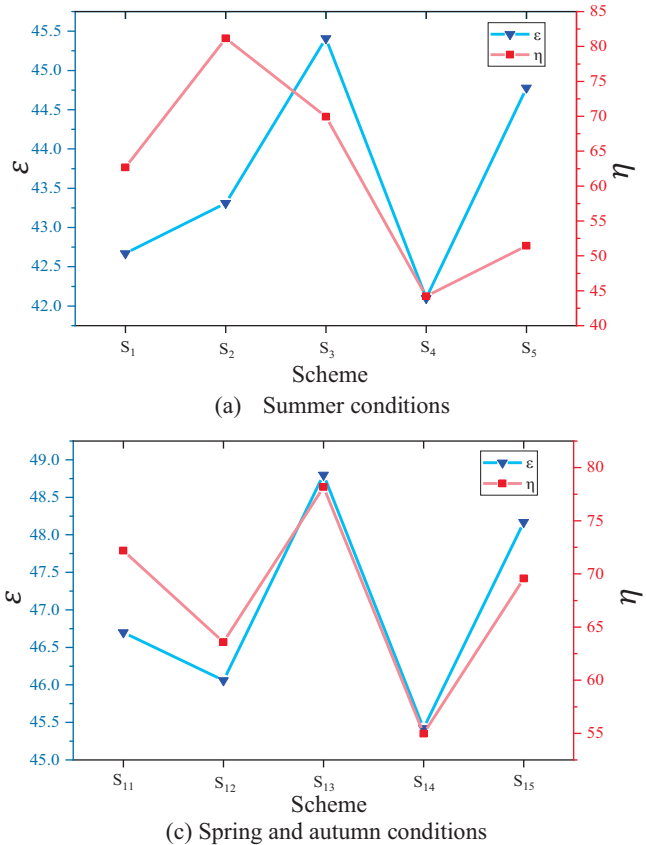 45.5
45.0
44.5
44.0
43.5
43.0
42.5
42.0
ε
85
80
75
70
65
60
55
50
45
40
η
ε
η
S1 S2 S3 S4 S5
Scheme
(a) Summer conditions
49.0
48.5
48.0
47.5
47.0
46.5
46.0
45.5
45.0
ε
80
75
70
65
60
55
η
ε
η
S11 S12 S13 S14 S15
Scheme
(c) Spring and autumn conditions